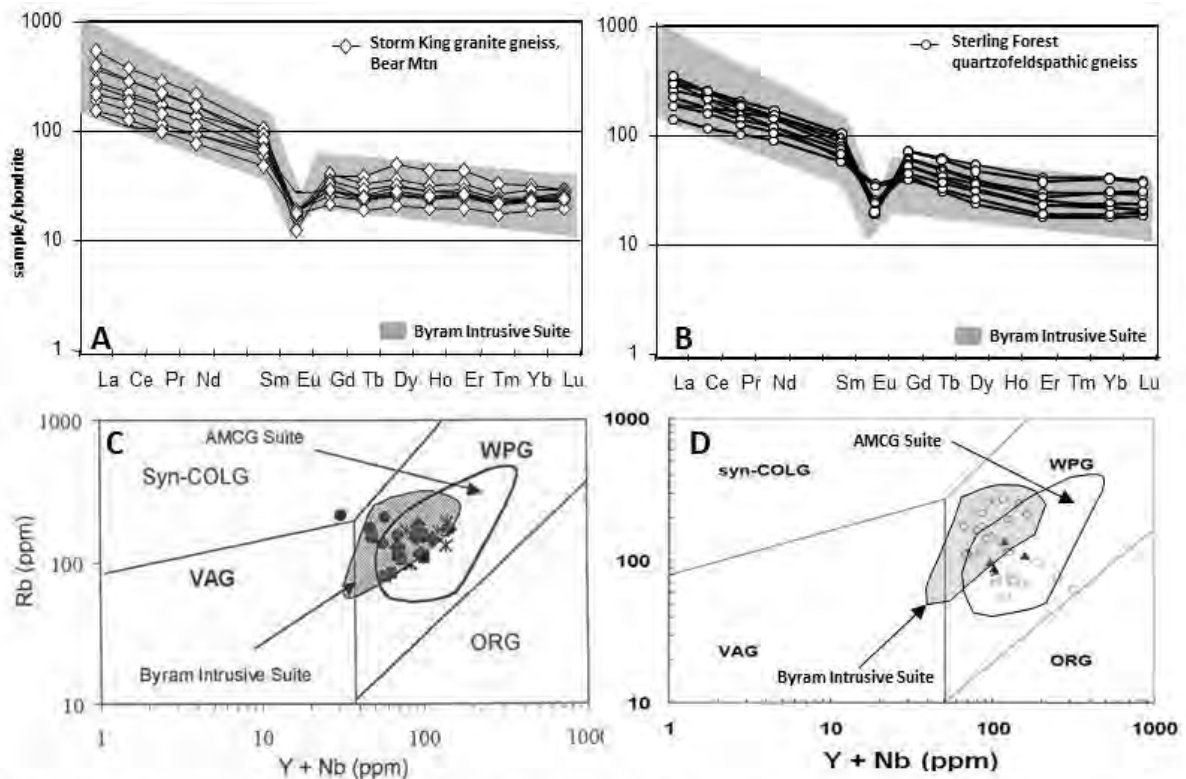 1000
100
10
1
sample/chondrite
Storm King granite gneiss,
Bear Mtn
A
Byram Intrusive Suite
La Ce Pr Nd Sm Eu Gd Tb Dy Ho Er Tm Yb Lu
1000
100
10
1
Sterling Forest
quartzofeldspathic gneiss
B
Byram Intrusive Suite
La Ce Pr Nd Sm Eu Gd Tb Dy Ho Er Tm Yb Lu
1000
100
10
Rb (ppm)
C
AMCG Suite
WPG
Syn-COLG
VAG
ORG
Byram Intrusive Suite
1 10 100 1000
Y + Nb (ppm)
1000
100
10
D
AMCG Suite
WPG
syn-COLG
VAG
ORG
Byram Intrusive Suite
1 10 100 1000
Y + Nb (ppm)